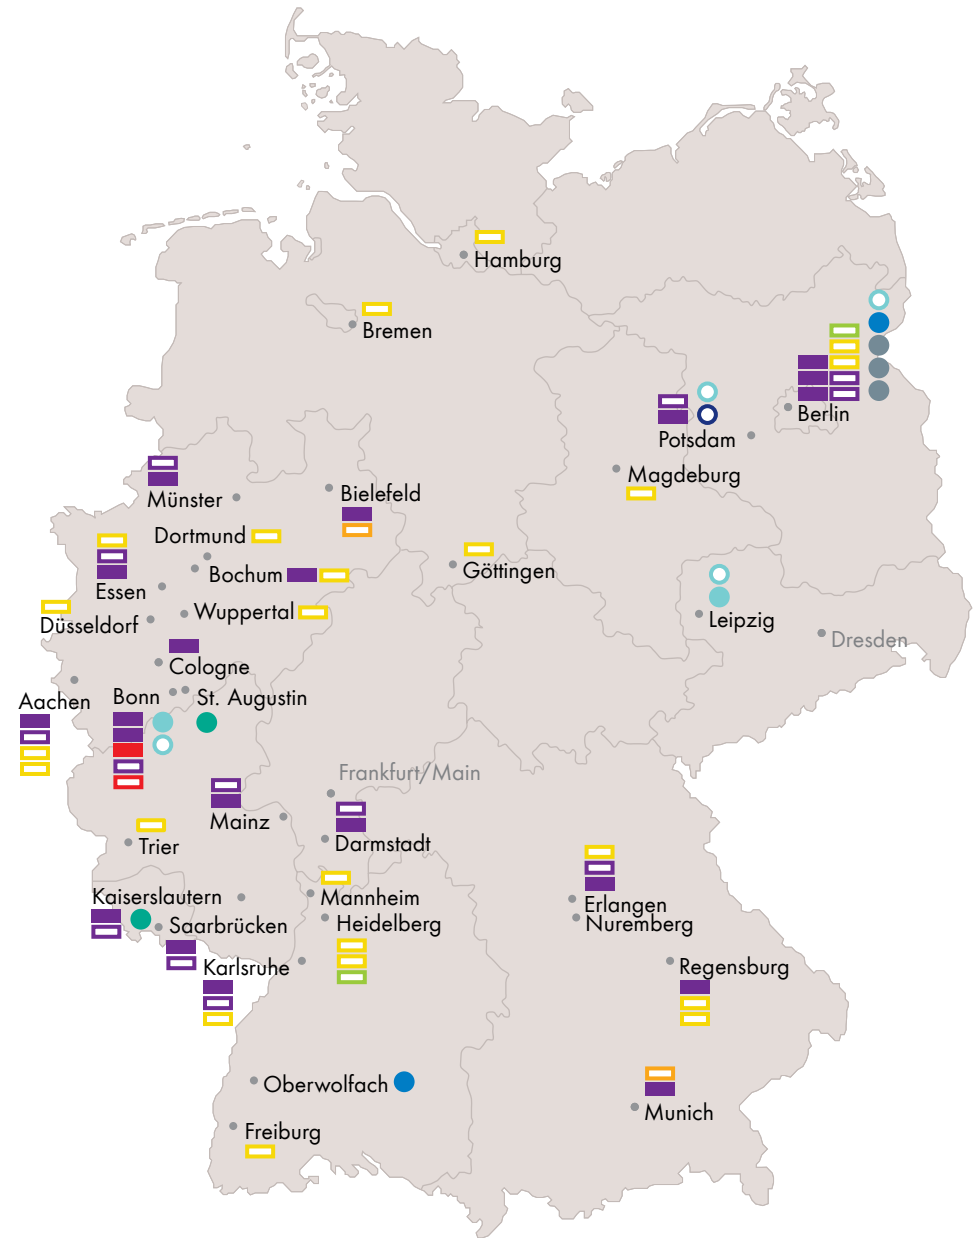 Hamburg
Bremen
Berlin
Potsdam
Magdeburg
Münster
Bielefeld
Dortmund
Göttingen
Bochum
Essen
Wuppertal
Düsseldorf
Leipzig
Dresden
Cologne
Aachen
Bonn
St. Augustin
Frankfurt/Main
Mainz
Darmstadt
Trier
Kaiserslautern
Mannheim
Erlangen
Saarbrücken
Heidelberg
Nuremberg
Karlsruhe
Regensburg
Oberwolfach
Munich
Freiburg